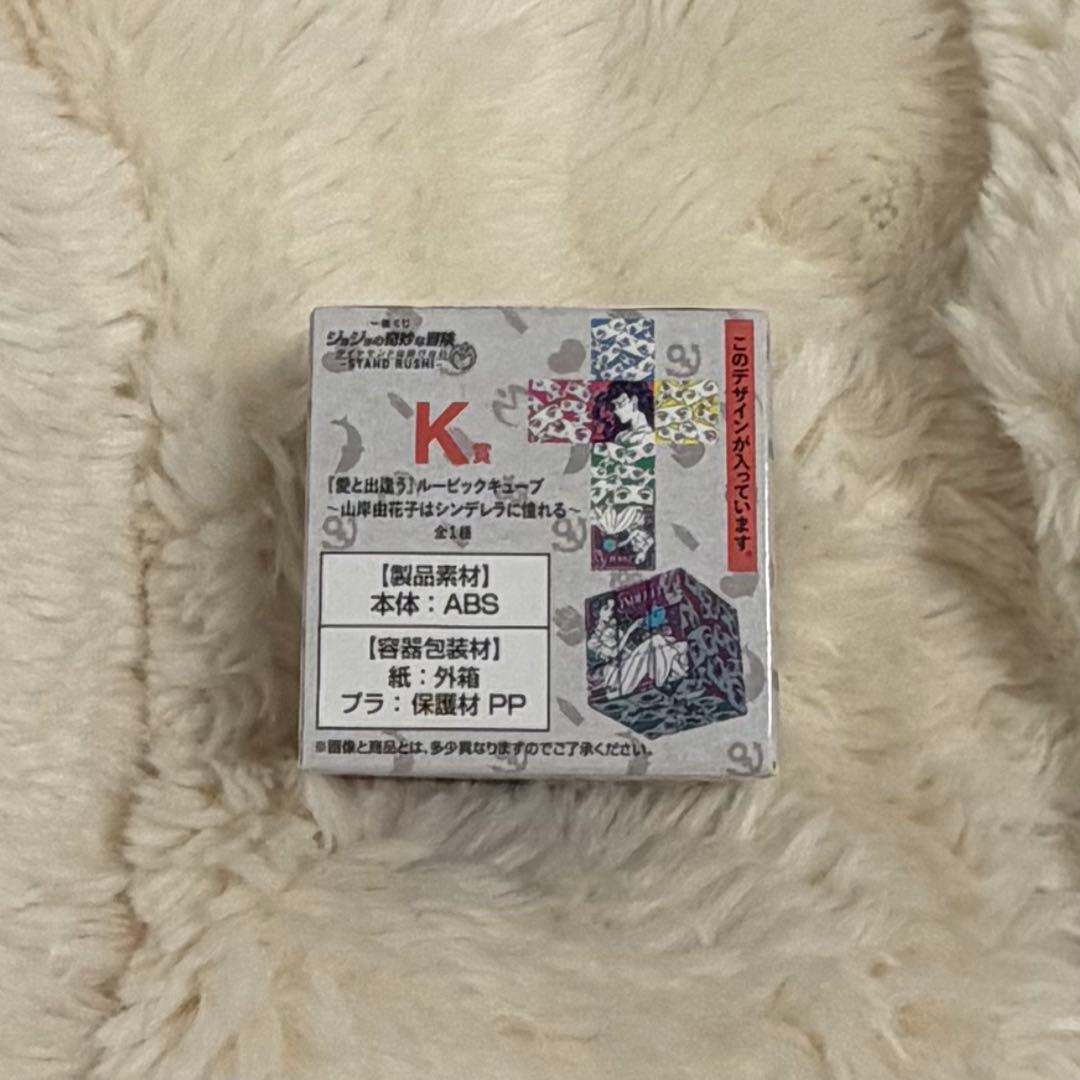 一番くじ
ジョジョの奇妙な冒険
ダイヤモンドは砕けない
-STAND RUSH!-
K賞
『愛と出逢う』ルービックキューブ
～山岸由花子はシンデレラに憧れる～
全1種
【製品素材】
本体：ABS
【容器包装材】
紙：外箱
プラ：保護材 PP
※画像と商品とは、多少異なりますのでご了承ください。
このデザインが入っています。